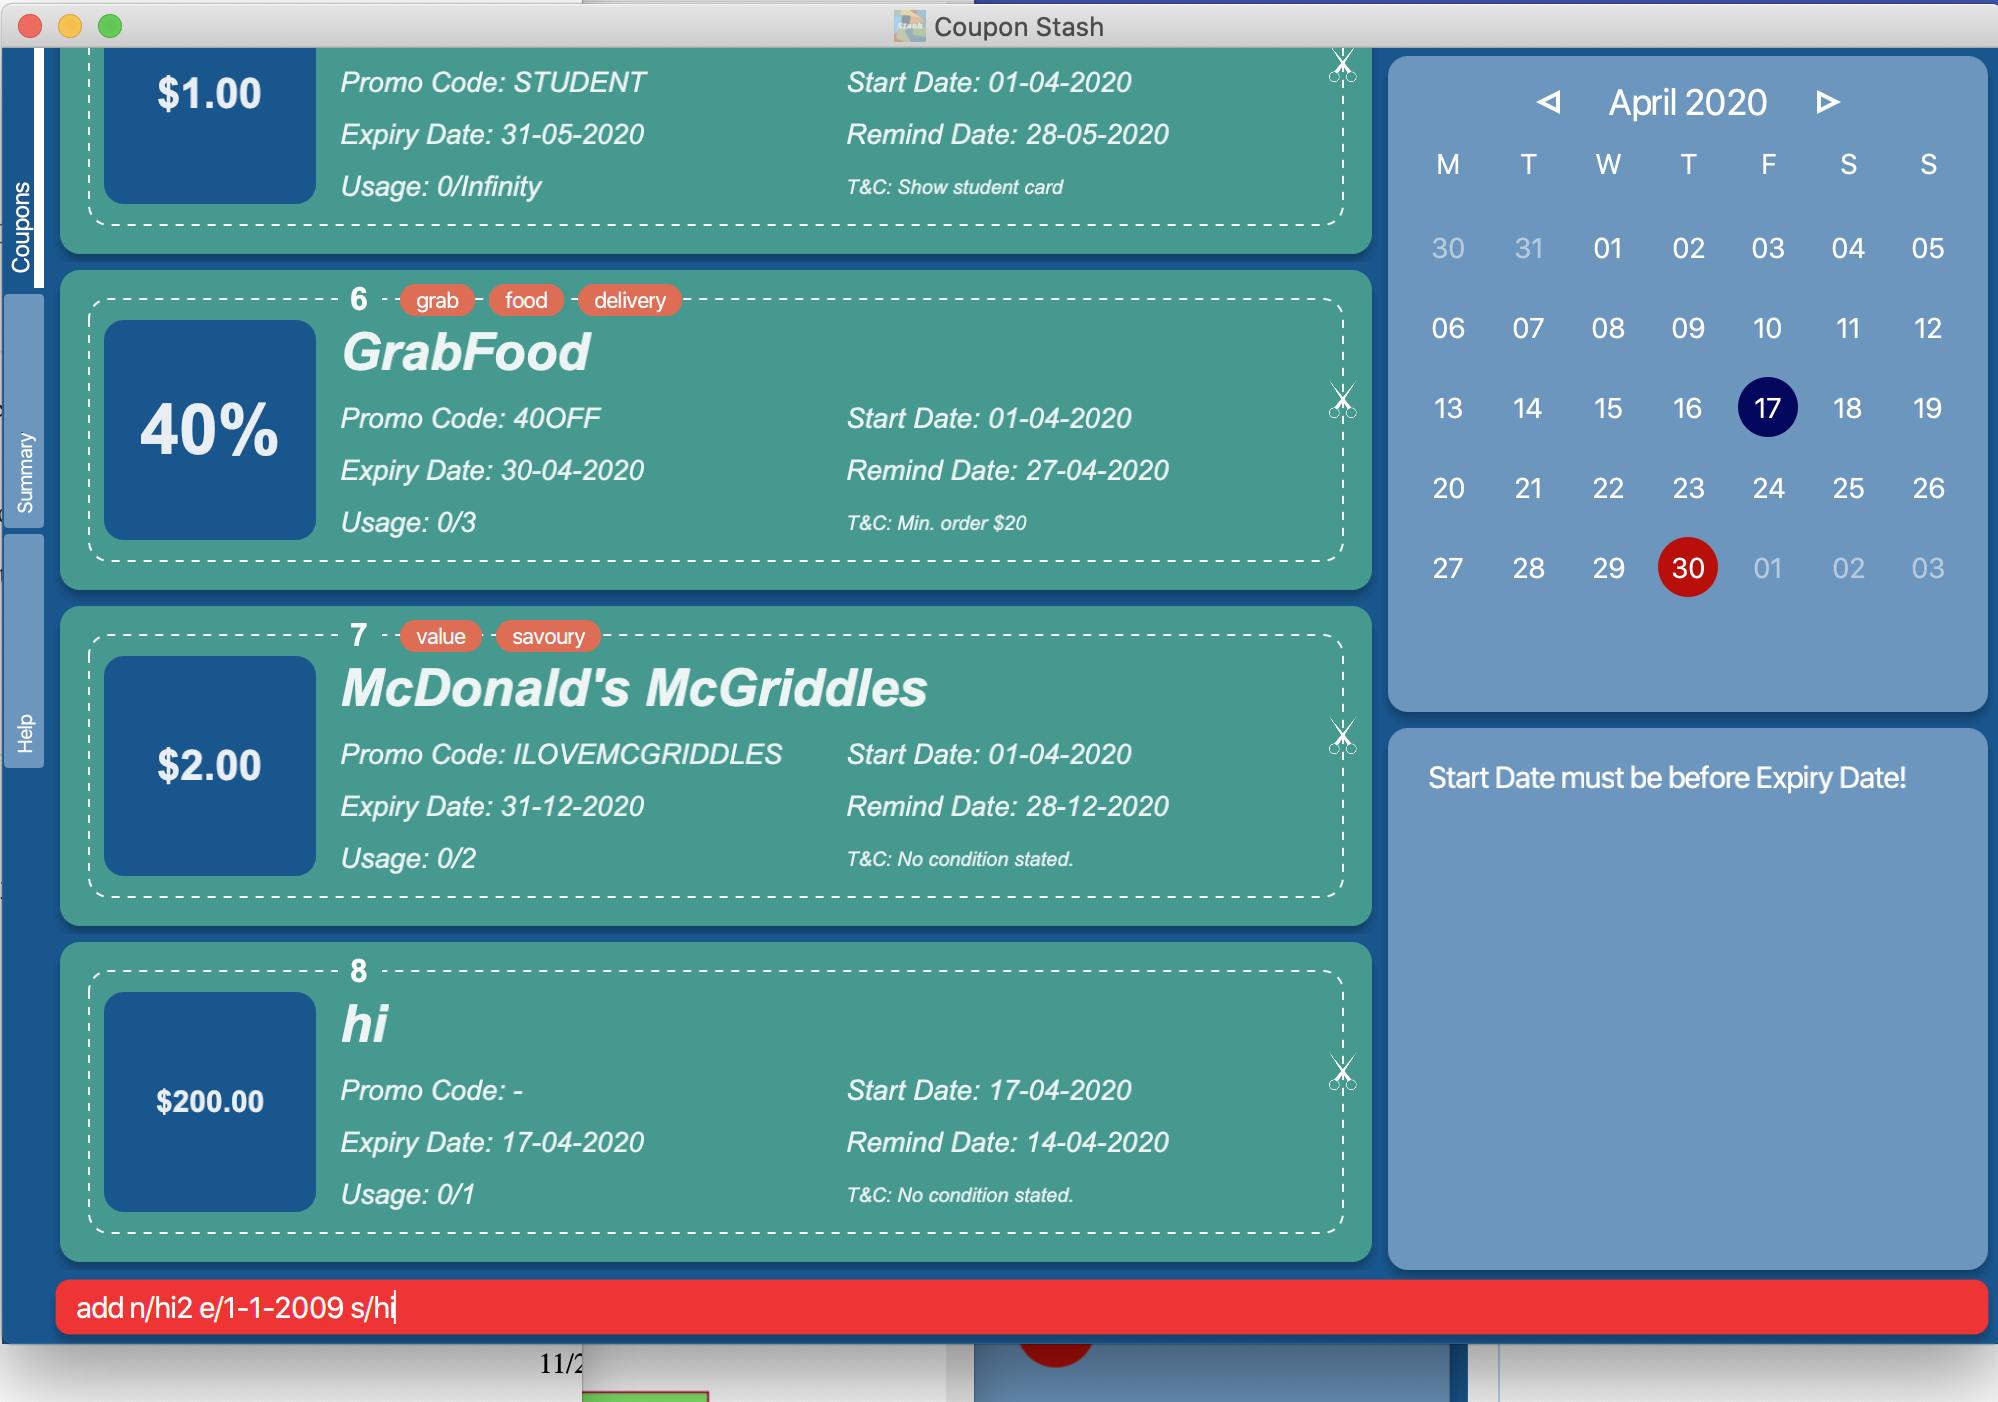 Coupon Stash
Coupons
Summary
Help
$1.00
Promo Code: STUDENT
Start Date: 01-04-2020
Expiry Date: 31-05-2020
Remind Date: 28-05-2020
Usage: 0/Infinity
T&C: Show student card
6 grab food delivery
GrabFood
40%
Promo Code: 40OFF
Start Date: 01-04-2020
Expiry Date: 30-04-2020
Remind Date: 27-04-2020
Usage: 0/3
T&C: Min. order $20
7 value savoury
McDonald's McGriddles
$2.00
Promo Code: ILOVEMCGRIDDLES
Start Date: 01-04-2020
Expiry Date: 31-12-2020
Remind Date: 28-12-2020
Usage: 0/2
T&C: No condition stated.
8
hi
$200.00
Promo Code: -
Start Date: 17-04-2020
Expiry Date: 17-04-2020
Remind Date: 14-04-2020
Usage: 0/1
T&C: No condition stated.
April 2020
M T W T F S S
30 31 01 02 03 04 05
06 07 08 09 10 11 12
13 14 15 16 17 18 19
20 21 22 23 24 25 26
27 28 29 30 01 02 03
Start Date must be before Expiry Date!
add n/hi2 e/1-1-2009 s/hi
11/2